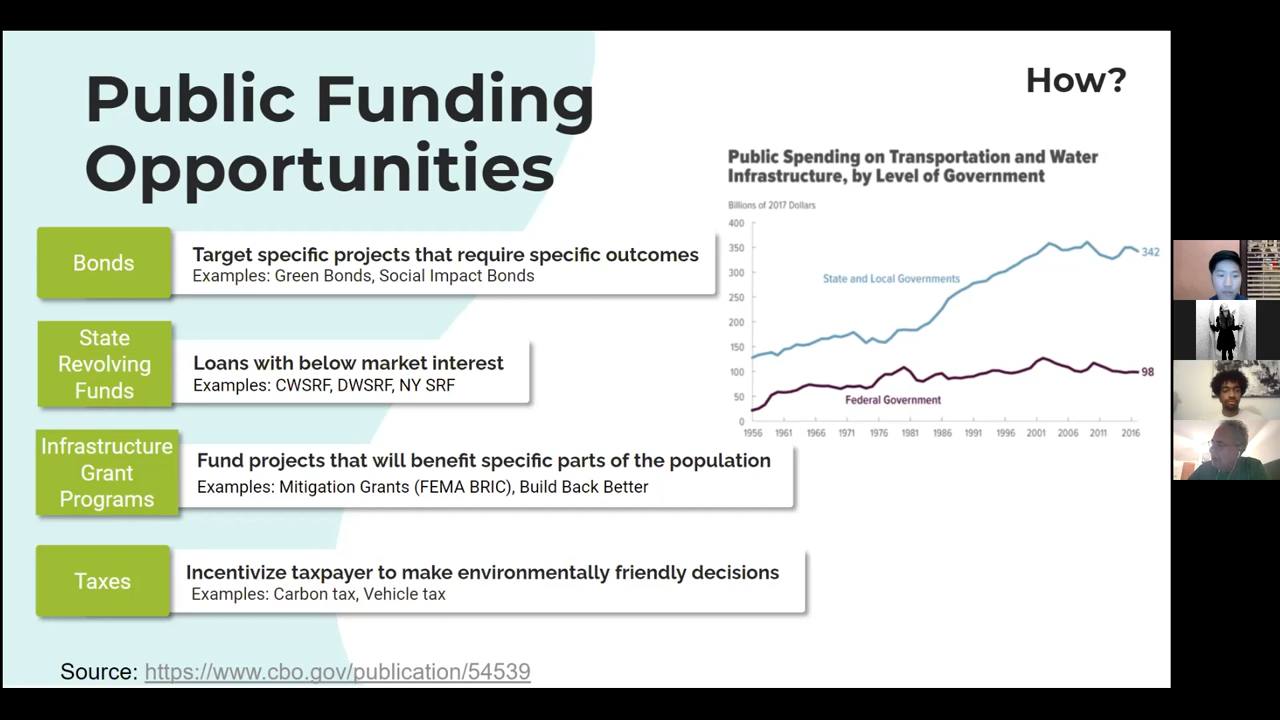 Public Funding
Opportunities
How?
Bonds
Target specific projects that require specific outcomes
Examples: Green Bonds, Social Impact Bonds
State
Revolving
Funds
Loans with below market interest
Examples: CWSRF, DWSRF, NY SRF
Infrastructure
Grant
Programs
Fund projects that will benefit specific parts of the population
Examples: Mitigation Grants (FEMA BRIC), Build Back Better
Taxes
Incentivize taxpayer to make environmentally friendly decisions
Examples: Carbon tax, Vehicle tax
Source: https://www.cbo.gov/publication/54539
Public Spending on Transportation and Water
Infrastructure, by Level of Government
Billions of 2017 Dollars
400
350
300
250
200
150
100
50
0
State and Local Governments
342
Federal Government
98
1956 1961 1966 1971 1976 1981 1986 1991 1996 2001 2006 2011 2016